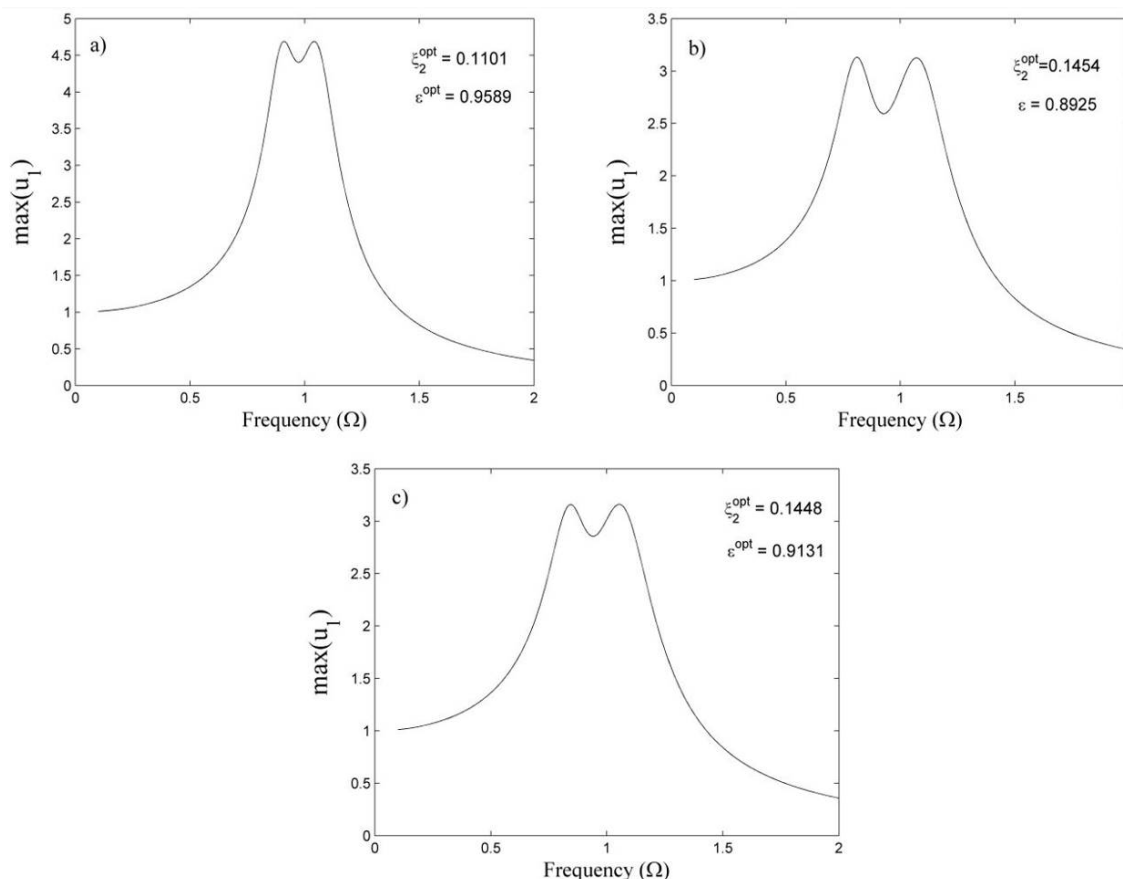 a)
ξ₂ᵒᵖᵗ = 0.1101
εᵒᵖᵗ = 0.9589
max(u₁)
5
4.5
4
3.5
3
2.5
2
1.5
1
0.5
0
0 0.5 1 1.5 2
Frequency (Ω)
b)
ξ₂ᵒᵖᵗ=0.1454
ε = 0.8925
max(u₁)
3.5
3
2.5
2
1.5
1
0.5
0
0 0.5 1 1.5
Frequency (Ω)
c)
ξ₂ᵒᵖᵗ = 0.1448
εᵒᵖᵗ = 0.9131
max(u₁)
3.5
3
2.5
2
1.5
1
0.5
0
0 0.5 1 1.5 2
Frequency (Ω)